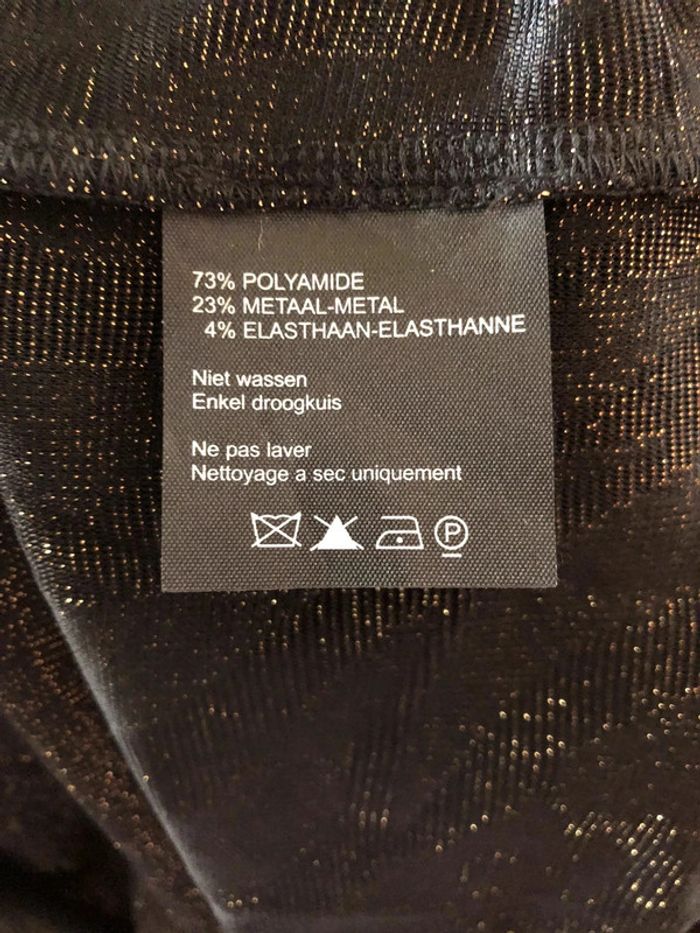 73% POLYAMIDE
23% METAAL-METAL
4% ELASTHAAN-ELASTHANNE
Niet wassen
Enkel droogkuis
Ne pas laver
Nettoyage a sec uniquement
P